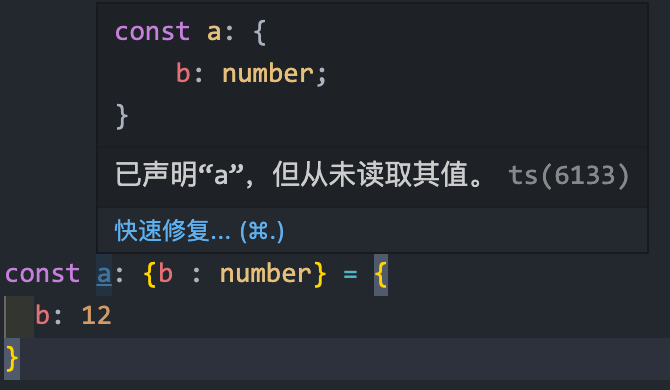 const a: {
    b: number;
}
已声明“a”，但从未读取其值。 ts(6133)
快速修复... (⌘.)
const a: {b : number} = {
  b: 12
}